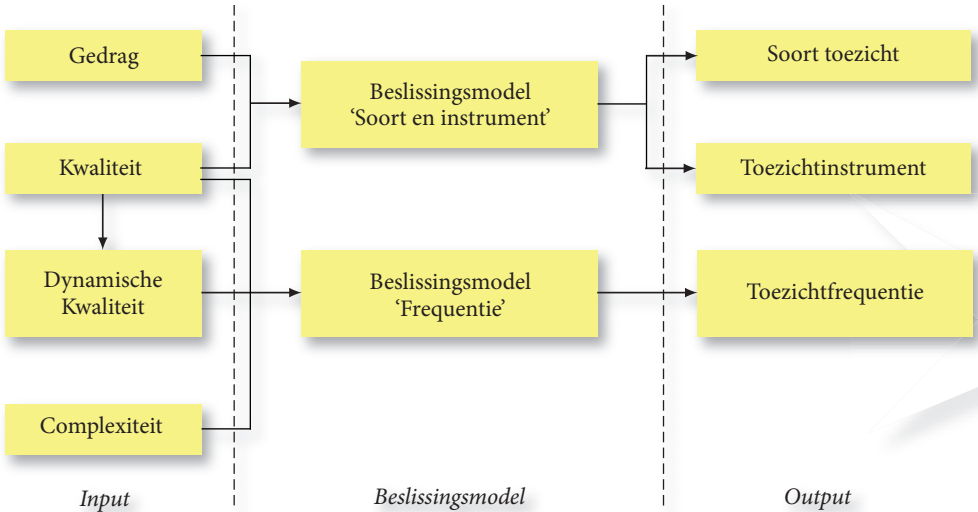 Gedrag
Kwaliteit
Dynamische
Kwaliteit
Complexiteit
Input
Beslissingsmodel
‘Soort en instrument’
Beslissingsmodel
‘Frequentie’
Beslissingsmodel
Soort toezicht
Toezichtinstrument
Toezichtfrequentie
Output